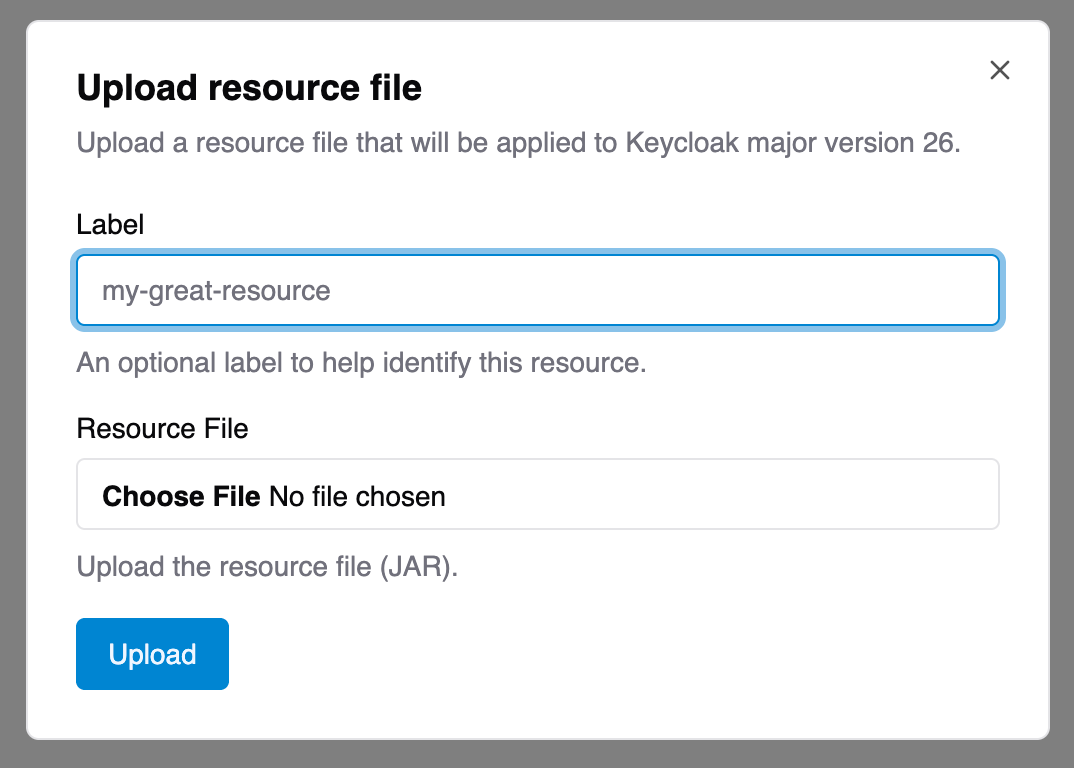 Upload resource file
Upload a resource file that will be applied to Keycloak major version 26.
Label
my-great-resource
An optional label to help identify this resource.
Resource File
Choose File No file chosen
Upload the resource file (JAR).
Upload